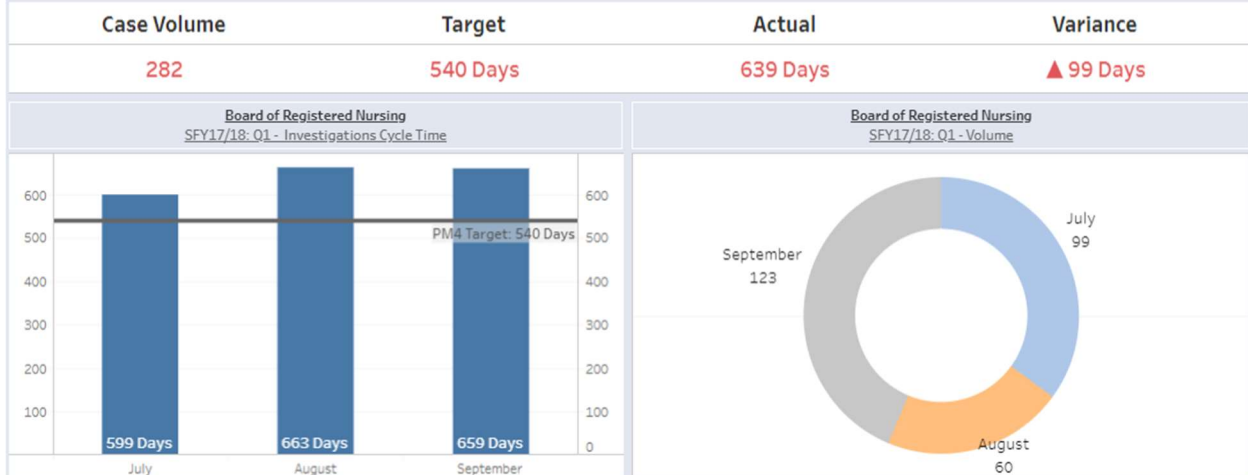 Case Volume Target Actual Variance
282 540 Days 639 Days ▲ 99 Days
Board of Registered Nursing
SFY17/18: Q1 - Investigations Cycle Time
Board of Registered Nursing
SFY17/18: Q1 - Volume
600
500
400
300
200
100
PM4 Target: 540 Days
599 Days 663 Days 659 Days
600
500
400
300
200
100
0
July August September
July
99
September
123
August
60